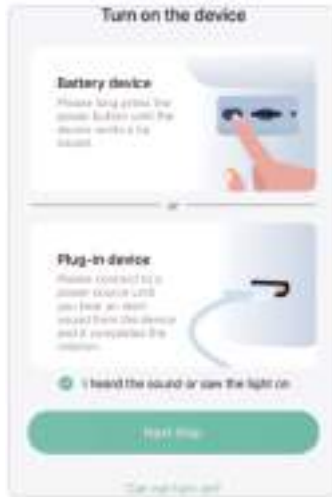 Turn on the device
Battery device
Please long press the
power button until the
device emits a
sound.
or
Plug-in device
Please connect to a
power source until
you hear an alert
sound from the device
and it completes the
rotation.
I heard the sound or saw the light on
Next Step